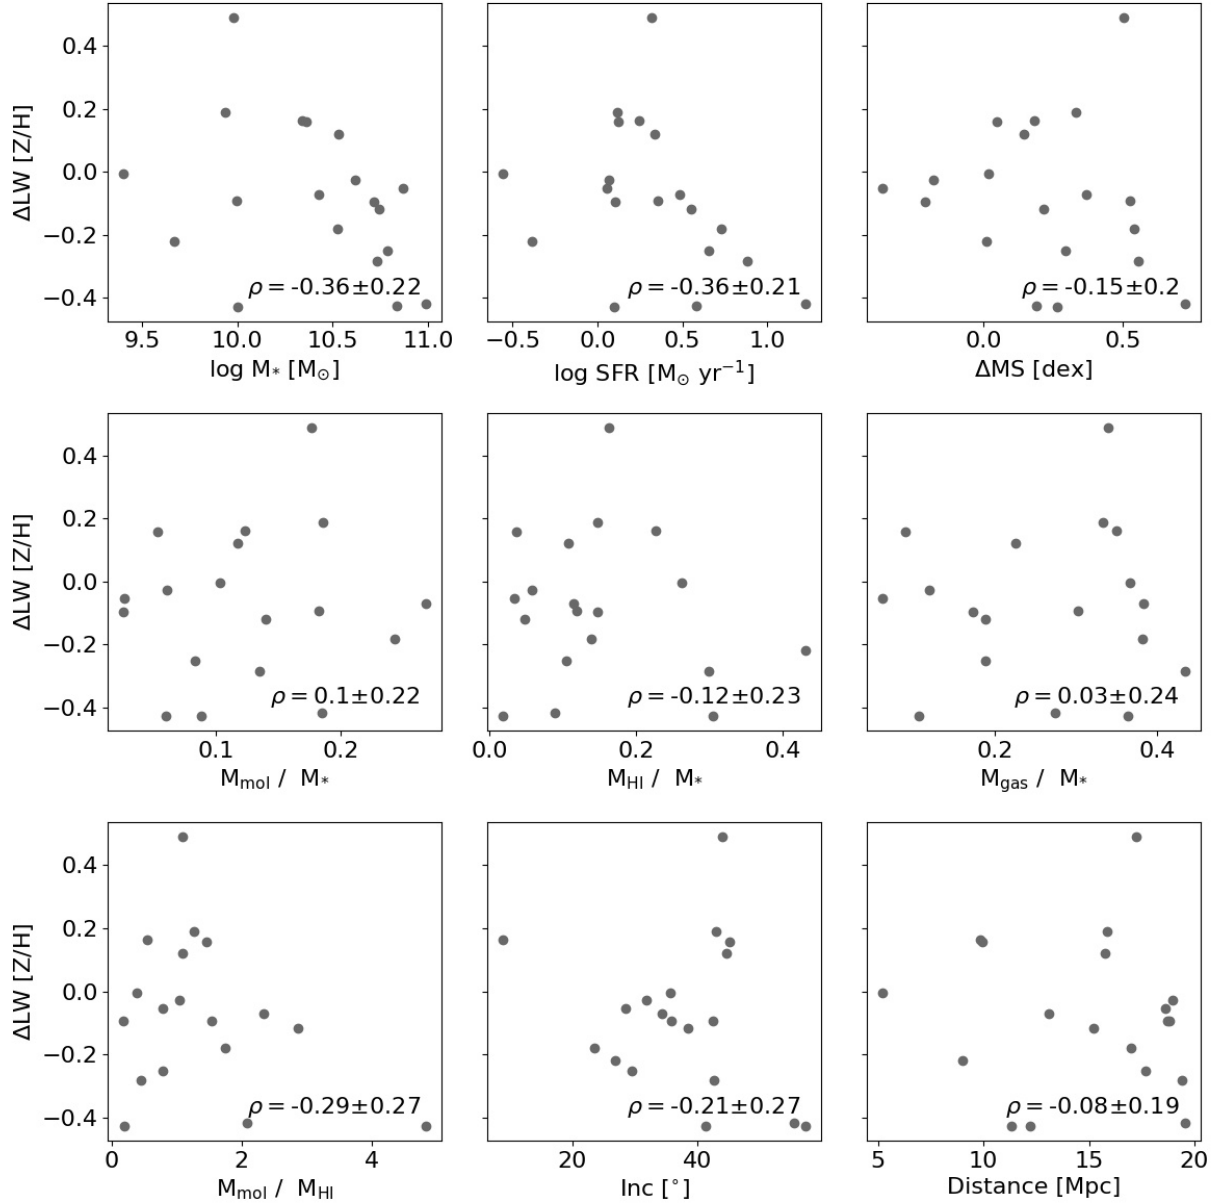 0.4
0.2
0.0
−0.2
−0.4
ΔLW [Z/H]
ρ = -0.36±0.22
9.5 10.0 10.5 11.0
log M* [M⊙]
ρ = -0.36±0.21
−0.5 0.0 0.5 1.0
log SFR [M⊙ yr⁻¹]
ρ = -0.15±0.2
0.0 0.5
ΔMS [dex]
0.4
0.2
0.0
−0.2
−0.4
ΔLW [Z/H]
ρ = 0.1±0.22
0.1 0.2
Mmol / M*
ρ = -0.12±0.23
0.0 0.2 0.4
MHI / M*
ρ = 0.03±0.24
0.2 0.4
Mgas / M*
0.4
0.2
0.0
−0.2
−0.4
ΔLW [Z/H]
ρ = -0.29±0.27
0 2 4
Mmol / MHI
ρ = -0.21±0.27
20 40
Inc [°]
ρ = -0.08±0.19
5 10 15 20
Distance [Mpc]